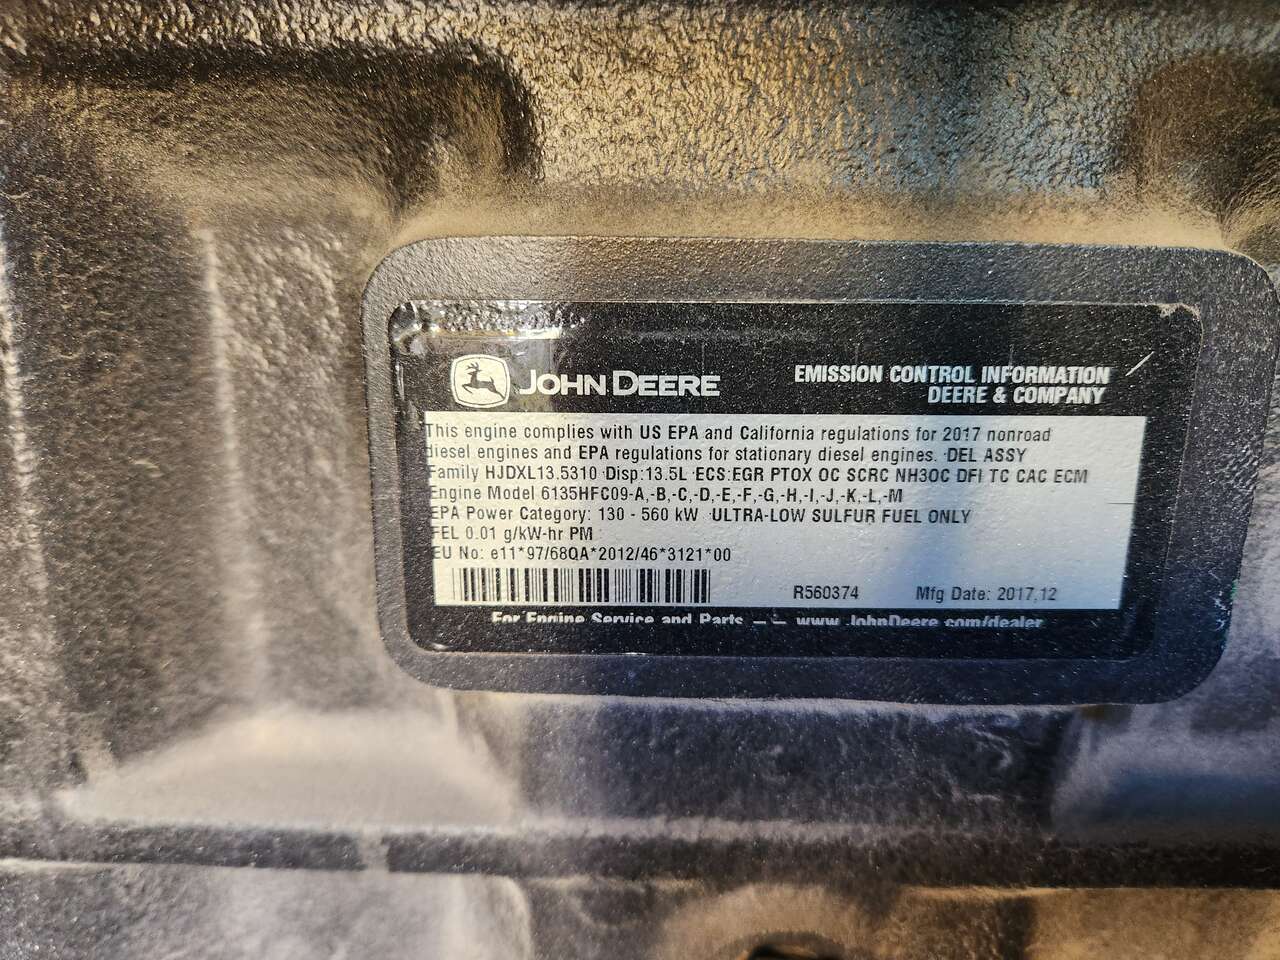 JOHN DEERE
EMISSION CONTROL INFORMATION
DEERE & COMPANY
This engine complies with US EPA and California regulations for 2017 nonroad
diesel engines and EPA regulations for stationary diesel engines. DEL ASSY
Family HJDXL13.5310 Disp:13.5L ECS:EGR PTOX OC SCRC NH3OC DFI TC CAC ECM
Engine Model 6135HFC09-A,-B,-C,-D,-E,-F,-G,-H,-I,-J,-K,-L,-M
EPA Power Category: 130 - 560 kW ULTRA-LOW SULFUR FUEL ONLY
FEL 0.01 g/kW-hr PM
EU No: e11*97/68QA*2012/46*3121*00
R560374 Mfg Date: 2017,12
For Engine Service and Parts -- www.JohnDeere.com/dealer